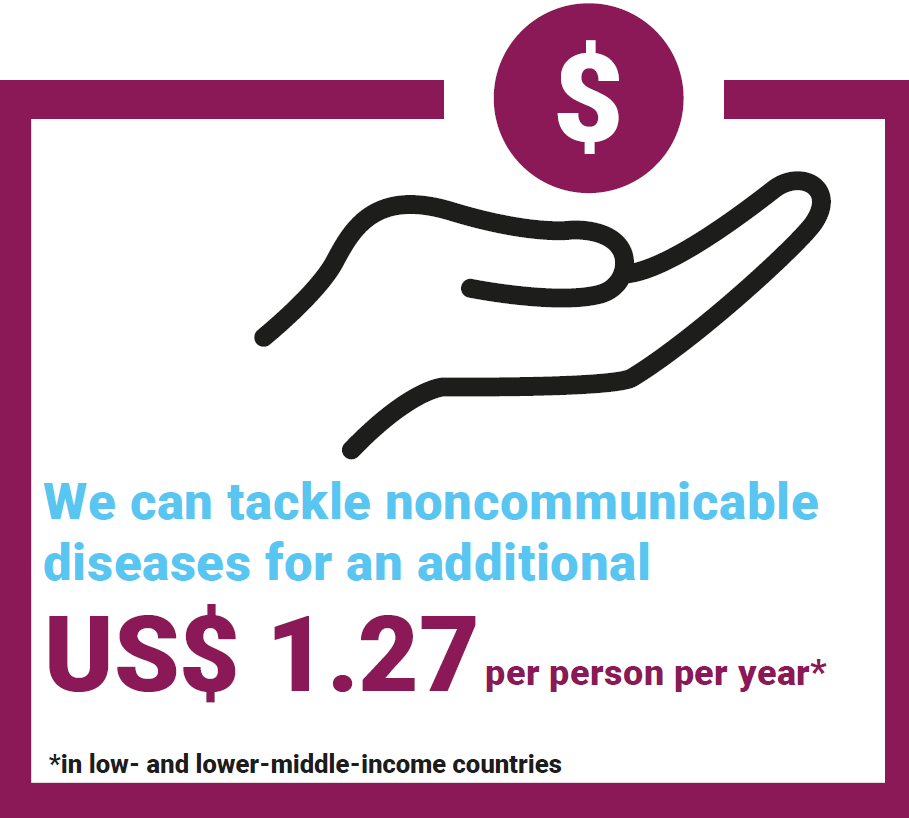 $
We can tackle noncommunicable
diseases for an additional
US$ 1.27 per person per year*
*in low- and lower-middle-income countries